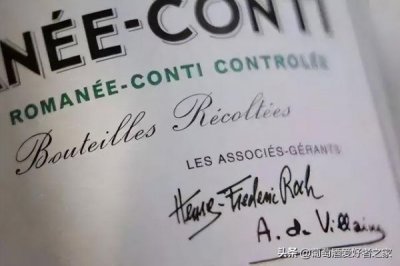 NÉE-CONTI
ROMANÉE-CONTI CONTROLÉE
Bouteilles Récoltées
LES ASSOCIÉS-GÉRANTS
Henry-Frédéric Roch
A. de Villaine
头条 @葡萄酒爱好者之家